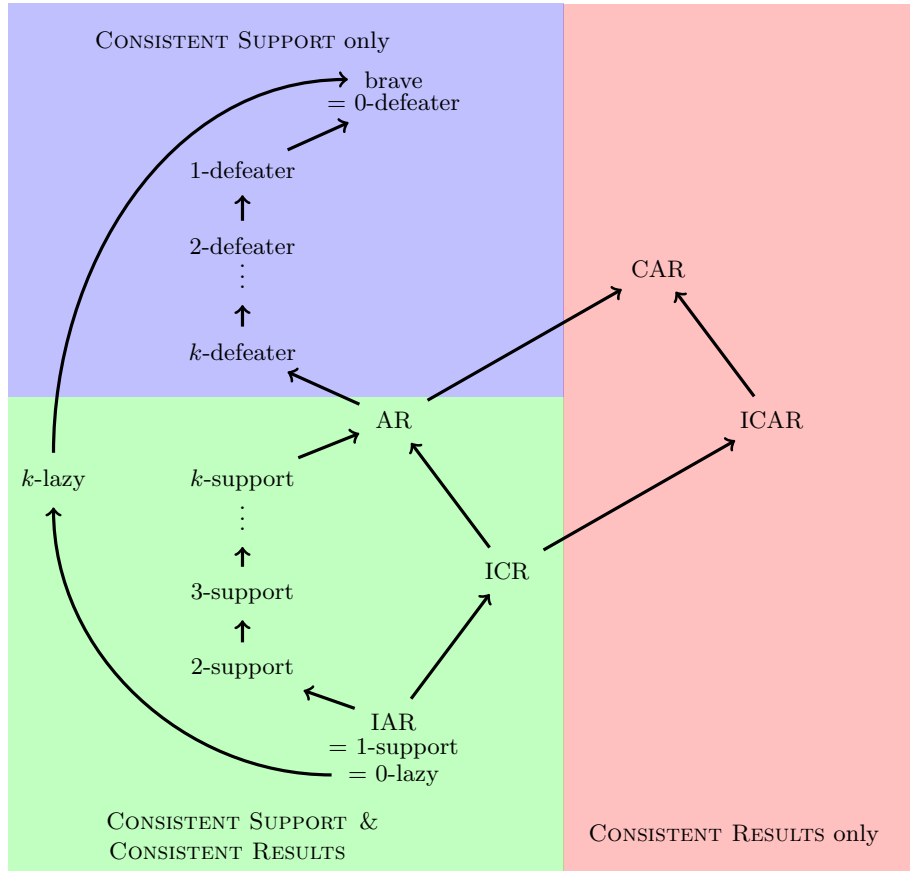 CONSISTENT SUPPORT only
brave
= 0-defeater
1-defeater
2-defeater
⋮
k-defeater
CAR
AR
ICAR
k-lazy
k-support
⋮
ICR
3-support
2-support
IAR
= 1-support
= 0-lazy
CONSISTENT SUPPORT &
CONSISTENT RESULTS
CONSISTENT RESULTS only